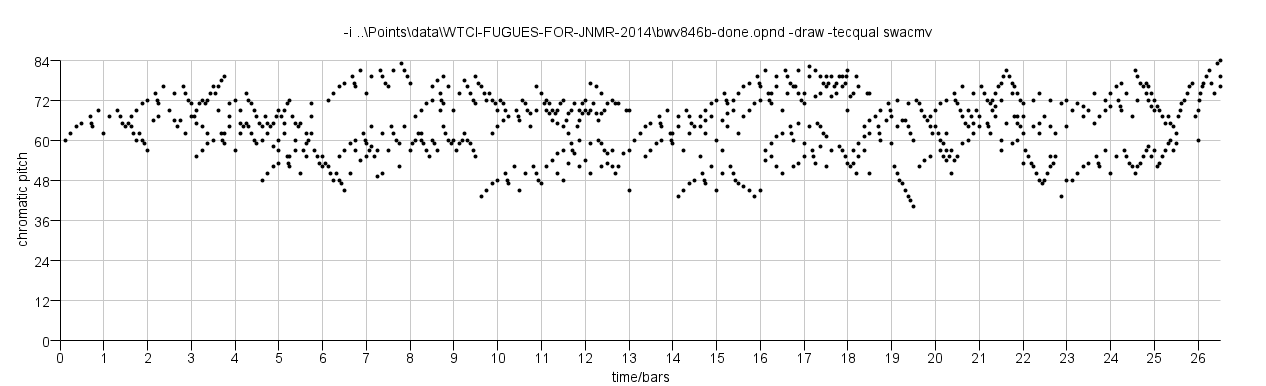 -i ..\Points\data\WTCI-FUGUES-FOR-JNMR-2014\bwv846b-done.opnd -draw -tecqual swacmv
chromatic pitch
84
72
60
48
36
24
12
0
0 1 2 3 4 5 6 7 8 9 10 11 12 13 14 15 16 17 18 19 20 21 22 23 24 25 26
time/bars